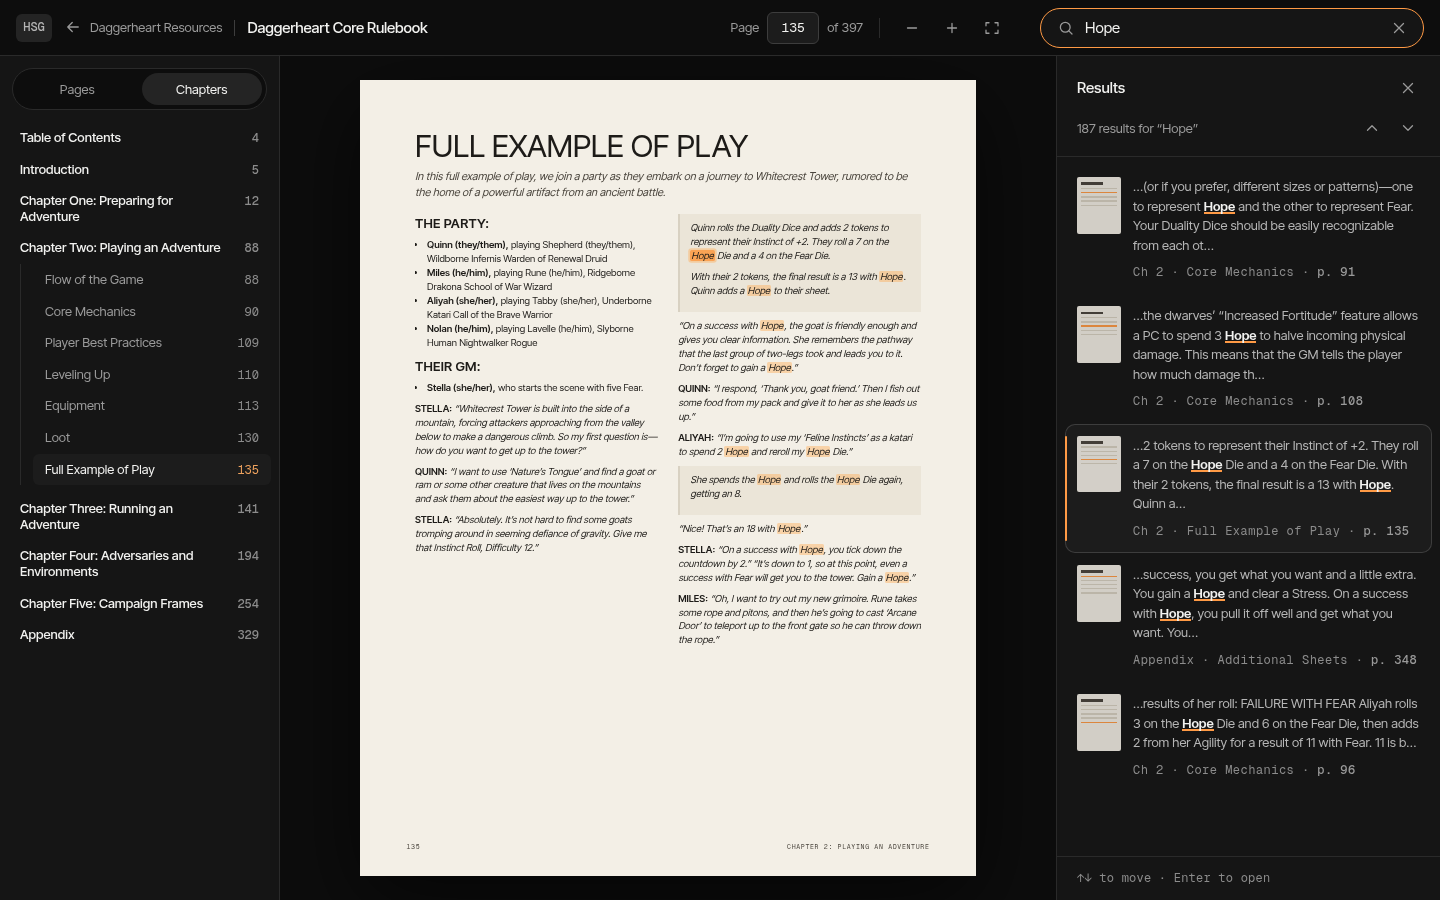 HSG
Daggerheart Resources
Daggerheart Core Rulebook
Page 135 of 397
Hope
Pages
Chapters
Table of Contents 4
Introduction 5
Chapter One: Preparing for
Adventure 12
Chapter Two: Playing an Adventure 88
Flow of the Game 88
Core Mechanics 90
Player Best Practices 109
Leveling Up 110
Equipment 113
Loot 130
Full Example of Play 135
Chapter Three: Running an
Adventure 141
Chapter Four: Adversaries and
Environments 194
Chapter Five: Campaign Frames 254
Appendix 329
FULL EXAMPLE OF PLAY
In this full example of play, we join a party as they embark on a journey to Whitecrest Tower, rumored to be
the home of a powerful artifact from an ancient battle.
THE PARTY:
• Quinn (they/them), playing Shepherd (they/them),
Wildborne Infernis Warden of Renewal Druid
• Miles (he/him), playing Rune (he/him), Ridgeborne
Drakona School of War Wizard
• Aliyah (she/her), playing Tabby (she/her), Underborne
Katari Call of the Brave Warrior
• Nolan (he/him), playing Lavelle (he/him), Slyborne
Human Nightwalker Rogue
THEIR GM:
• Stella (she/her), who starts the scene with five Fear.
STELLA: “Whitecrest Tower is built into the side of a
mountain, forcing attackers approaching from the valley
below to make a dangerous climb. So my first question is—
how do you want to get up to the tower?”
QUINN: “I want to use ‘Nature’s Tongue’ and find a goat or
ram or some other creature that lives on the mountains
and ask them about the easiest way up to the tower.”
STELLA: “Absolutely. It’s not hard to find some goats
tromping around in seeming defiance of gravity. Give me
that Instinct Roll, Difficulty 12.”
Quinn rolls the Duality Dice and adds 2 tokens to
represent their Instinct of +2. They roll a 7 on the
Hope Die and a 4 on the Fear Die.
With their 2 tokens, the final result is a 13 with Hope.
Quinn adds a Hope to their sheet.
“On a success with Hope, the goat is friendly enough and
gives you clear information. She remembers the pathway
that the last group of two-legs took and leads you to it.
Don’t forget to gain a Hope.”
QUINN: “I respond, ‘Thank you, goat friend.’ Then I fish out
some food from my pack and give it to her as she leads us
up.”
ALIYAH: “I’m going to use my ‘Feline Instincts’ as a katari
to spend 2 Hope and reroll my Hope Die.”
She spends the Hope and rolls the Hope Die again,
getting an 8.
“Nice! That’s an 18 with Hope.”
STELLA: “On a success with Hope, you tick down the
countdown by 2.” “It’s down to 1, so at this point, even a
success with Fear will get you to the tower. Gain a Hope.”
MILES: “Oh, I want to try out my new grimoire. Rune takes
some rope and pitons, and then he’s going to cast ‘Arcane
Door’ to teleport up to the front gate so he can throw down
the rope.”
135
CHAPTER 2: PLAYING AN ADVENTURE
Results
187 results for “Hope”
…(or if you prefer, different sizes or patterns)—one
to represent Hope and the other to represent Fear.
Your Duality Dice should be easily recognizable
from each ot…
Ch 2 · Core Mechanics · p. 91
…the dwarves’ “Increased Fortitude” feature allows
a PC to spend 3 Hope to halve incoming physical
damage. This means that the GM tells the player
how much damage th…
Ch 2 · Core Mechanics · p. 108
…2 tokens to represent their Instinct of +2. They roll
a 7 on the Hope Die and a 4 on the Fear Die. With
their 2 tokens, the final result is a 13 with Hope.
Quinn a…
Ch 2 · Full Example of Play · p. 135
…success, you get what you want and a little extra.
You gain a Hope and clear a Stress. On a success
with Hope, you pull it off well and get what you
want. You…
Appendix · Additional Sheets · p. 348
…results of her roll: FAILURE WITH FEAR Aliyah rolls
3 on the Hope Die and 6 on the Fear Die, then adds
2 from her Agility for a result of 11 with Fear. 11 is b…
Ch 2 · Core Mechanics · p. 96
↑↓ to move · Enter to open